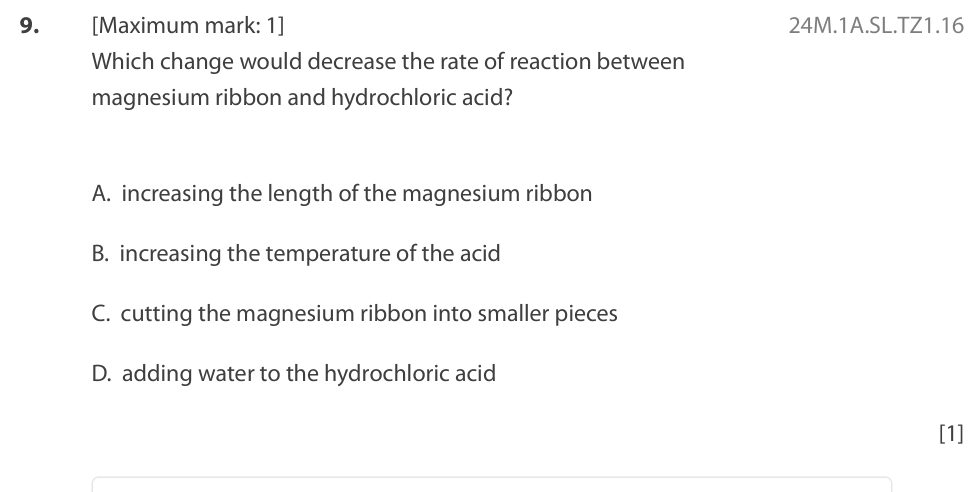 9. [Maximum mark: 1] 24M.1A.SL.TZ1.16
Which change would decrease the rate of reaction between
magnesium ribbon and hydrochloric acid?
A. increasing the length of the magnesium ribbon
B. increasing the temperature of the acid
C. cutting the magnesium ribbon into smaller pieces
D. adding water to the hydrochloric acid
[1]